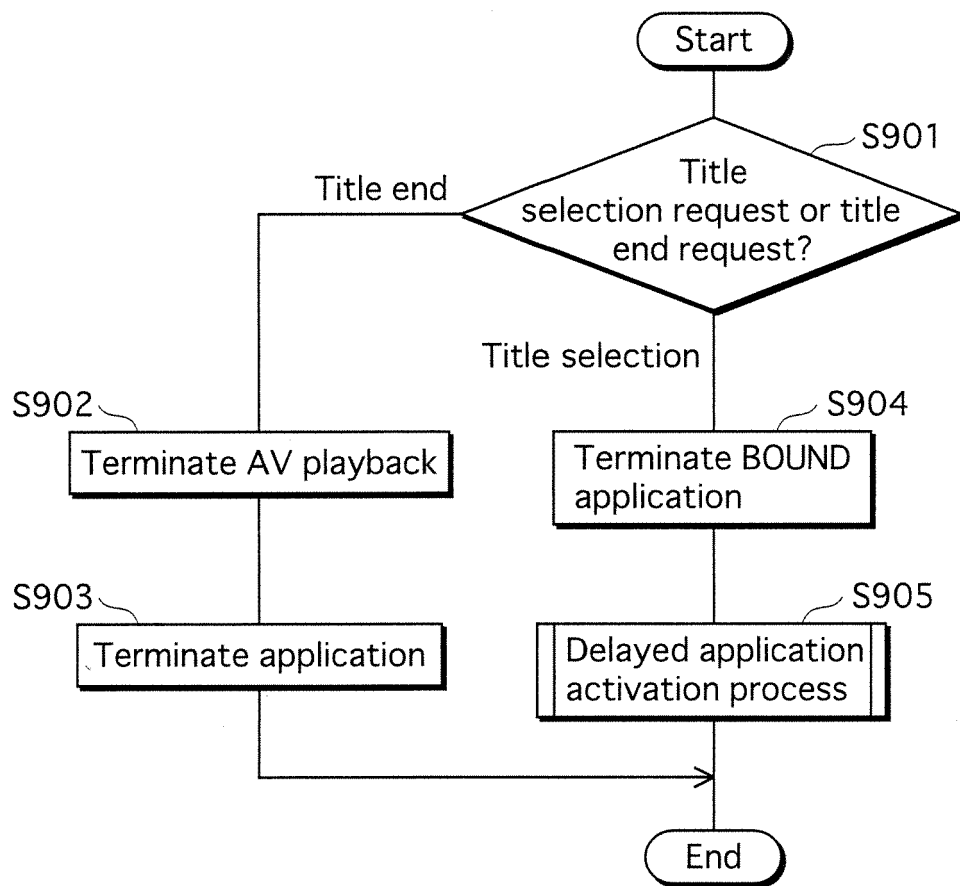 Start
S901
Title
selection request or title
end request?
Title end
Title selection
S902
Terminate AV playback
S904
Terminate BOUND
application
S903
Terminate application
S905
Delayed application
activation process
End